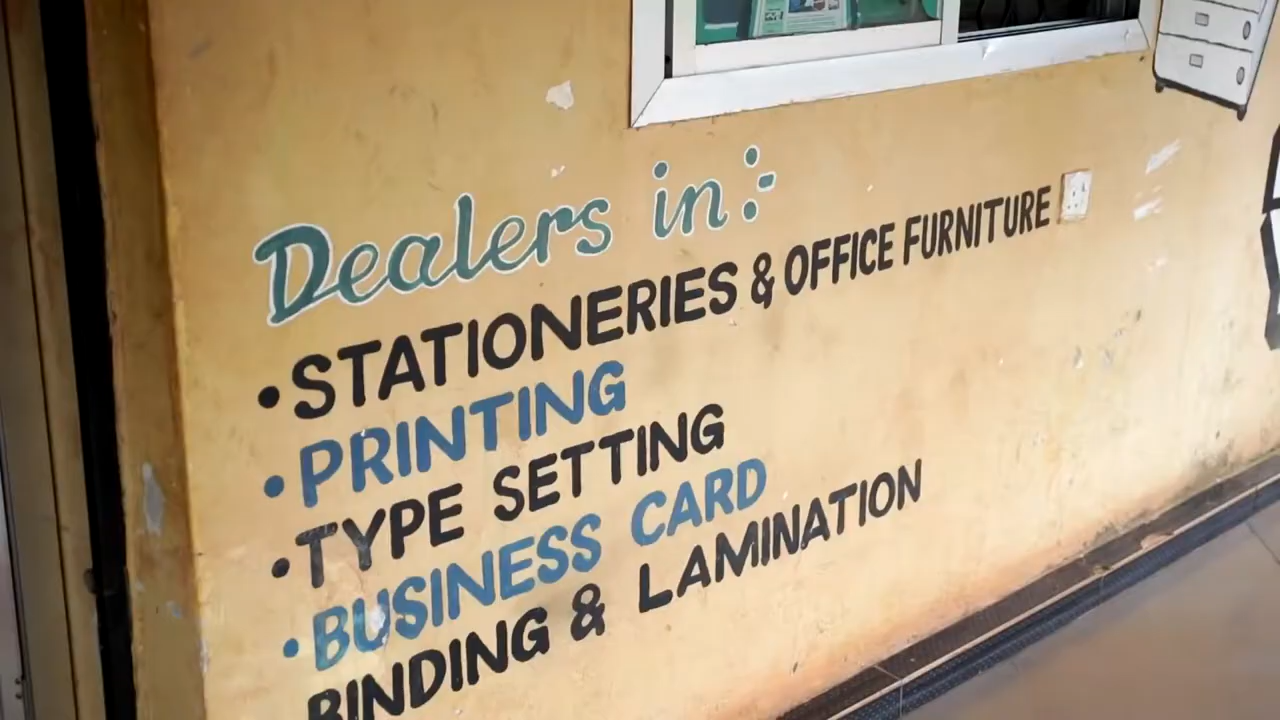 Dealers in:-
• STATIONERIES & OFFICE FURNITURE
• PRINTING
• TYPE SETTING
• BUSINESS CARD
BINDING & LAMINATION